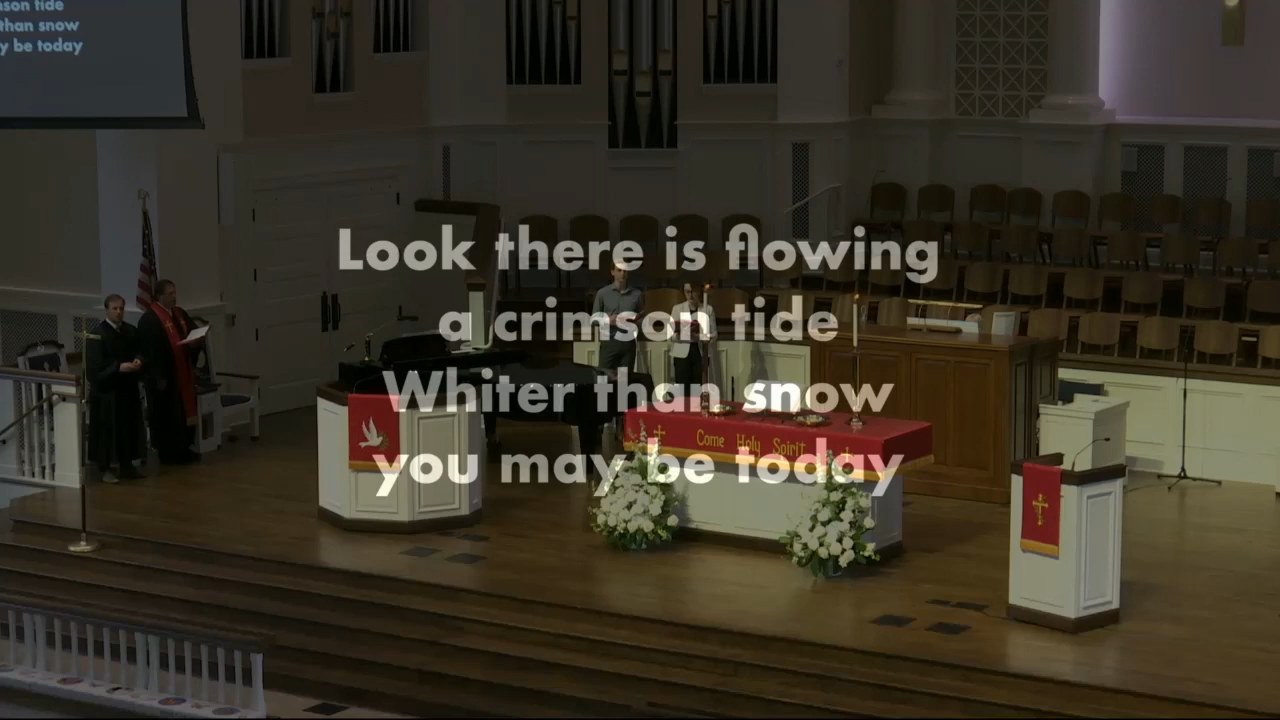 nson tide
than snow
y be today
Look there is flowing
a crimson tide
Whiter than snow
you may be today
Come Holy Spirit